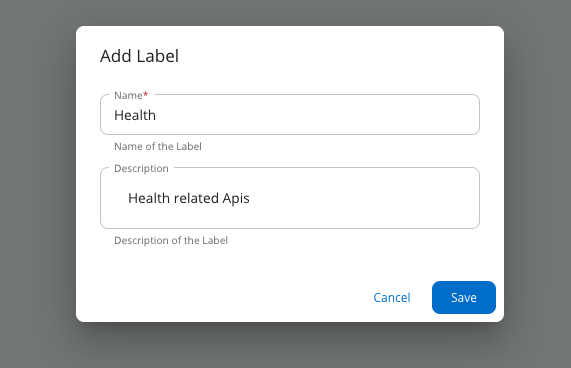 Add Label
Name*
Health
Name of the Label
Description
Health related Apis
Description of the Label
Cancel
Save